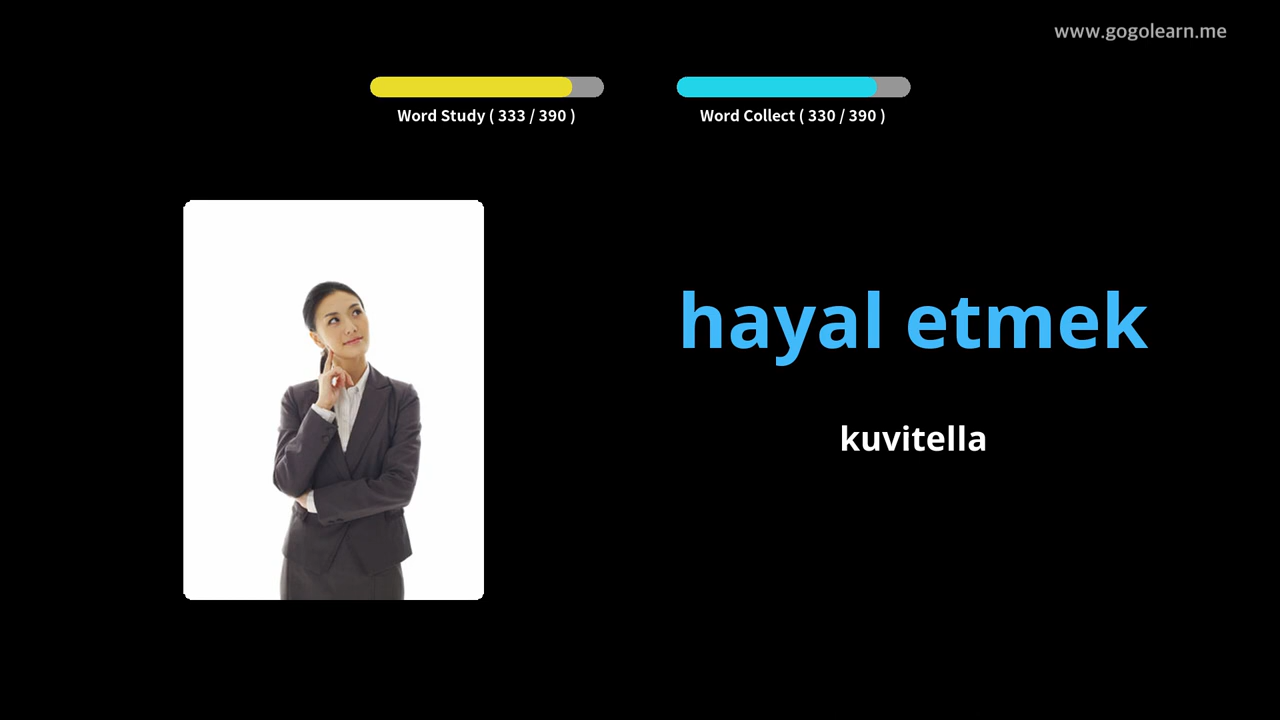 www.gogolearn.me
Word Study ( 333 / 390 )
Word Collect ( 330 / 390 )
hayal etmek
kuvitella